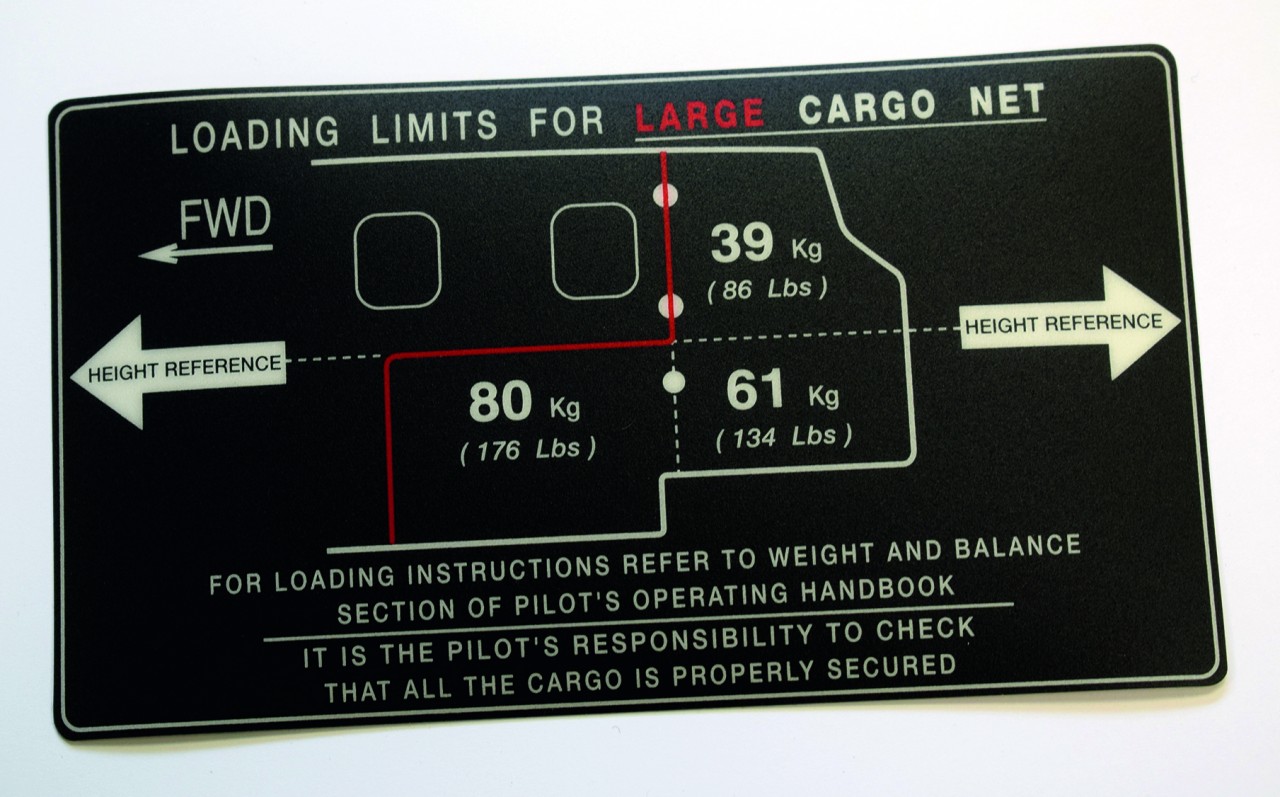 LOADING LIMITS FOR LARGE CARGO NET
FWD
39 Kg
( 86 Lbs )
HEIGHT REFERENCE
HEIGHT REFERENCE
80 Kg
( 176 Lbs )
61 Kg
( 134 Lbs )
FOR LOADING INSTRUCTIONS REFER TO WEIGHT AND BALANCE
SECTION OF PILOT'S OPERATING HANDBOOK
IT IS THE PILOT'S RESPONSIBILITY TO CHECK
THAT ALL THE CARGO IS PROPERLY SECURED